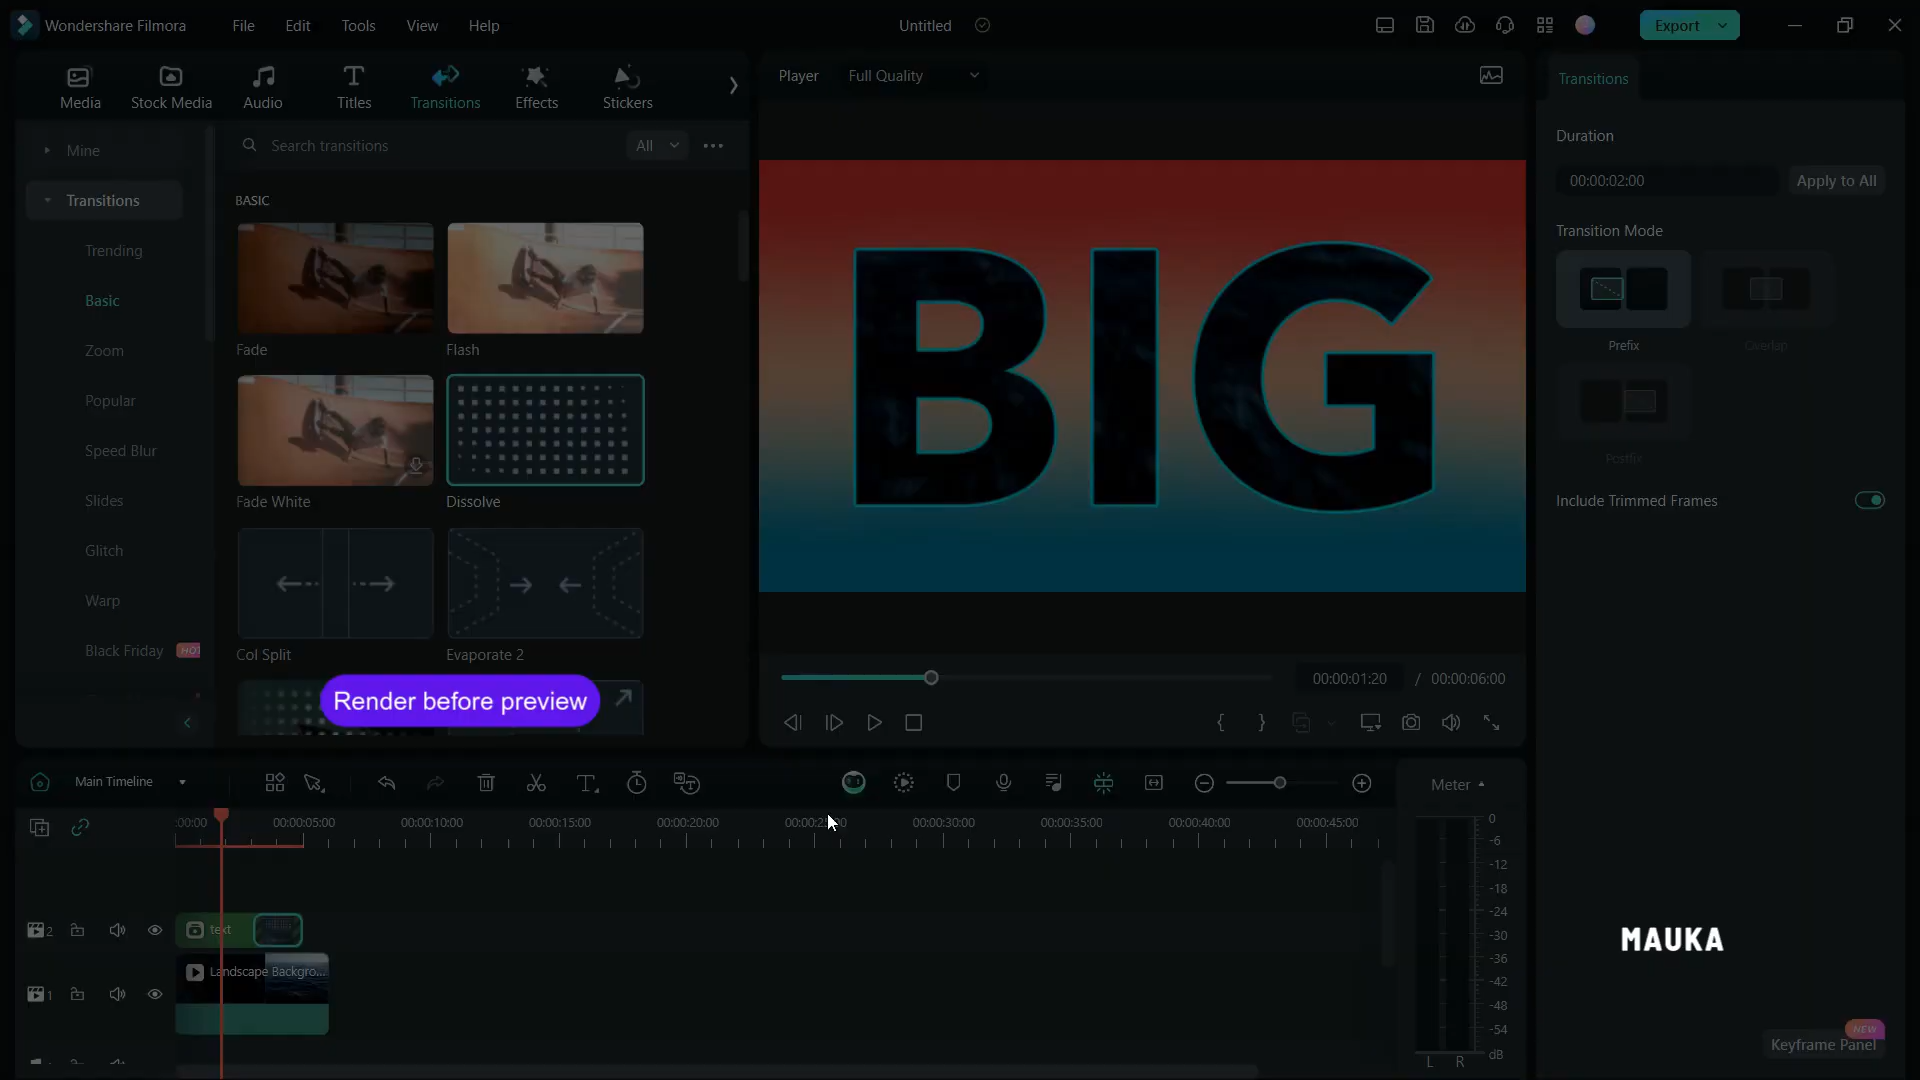 Wondershare Filmora
File
Edit
Tools
View
Help
Untitled
Export
Media
Stock Media
Audio
Titles
Transitions
Effects
Stickers
Player
Full Quality
Transitions
Mine
Transitions
Trending
Basic
Zoom
Popular
Speed Blur
Slides
Glitch
Warp
Black Friday
Search transitions
All
BASIC
Fade
Flash
Fade White
Dissolve
Col Split
Evaporate 2
Render before preview
BIG
00:00:01:20 / 00:00:06:00
Duration
00:00:02:00
Apply to All
Transition Mode
Prefix
Overlap
Postfix
Include Trimmed Frames
Main Timeline
Meter
:00:00
00:00:05:00
00:00:10:00
00:00:15:00
00:00:20:00
00:00:30:00
00:00:35:00
00:00:40:00
00:00:45:00
2
text
1
Landscape Backgro...
0
-6
-12
-18
-24
-30
-36
-42
-48
-54
dB
L R
MAUKA
NEW
Keyframe Panel